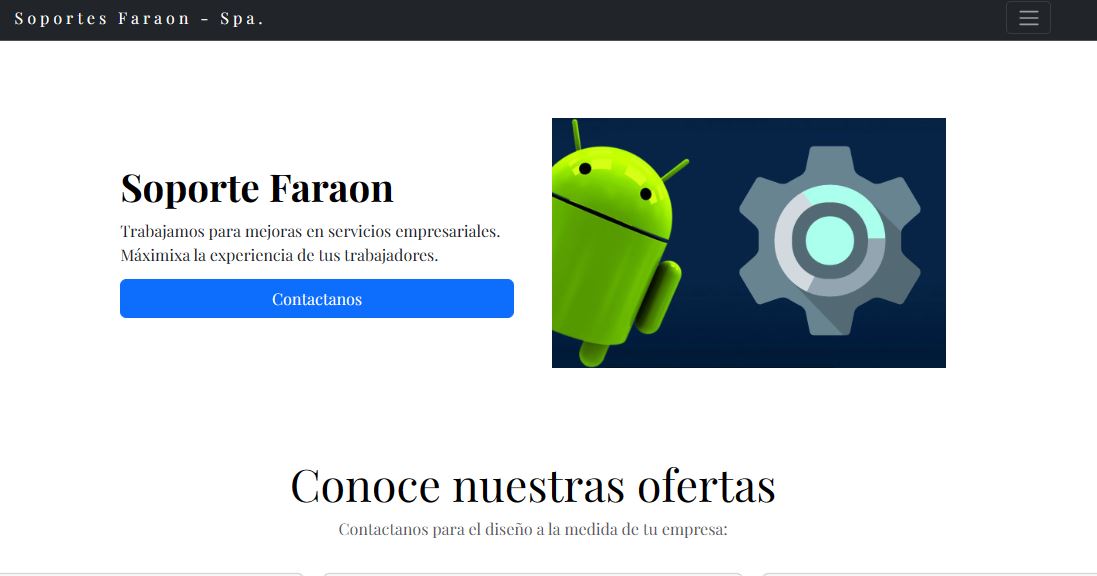 Soportes Faraon - Spa.
Soporte Faraon
Trabajamos para mejoras en servicios empresariales.
Máximixa la experiencia de tus trabajadores.
Contactanos
Conoce nuestras ofertas
Contactanos para el diseño a la medida de tu empresa: